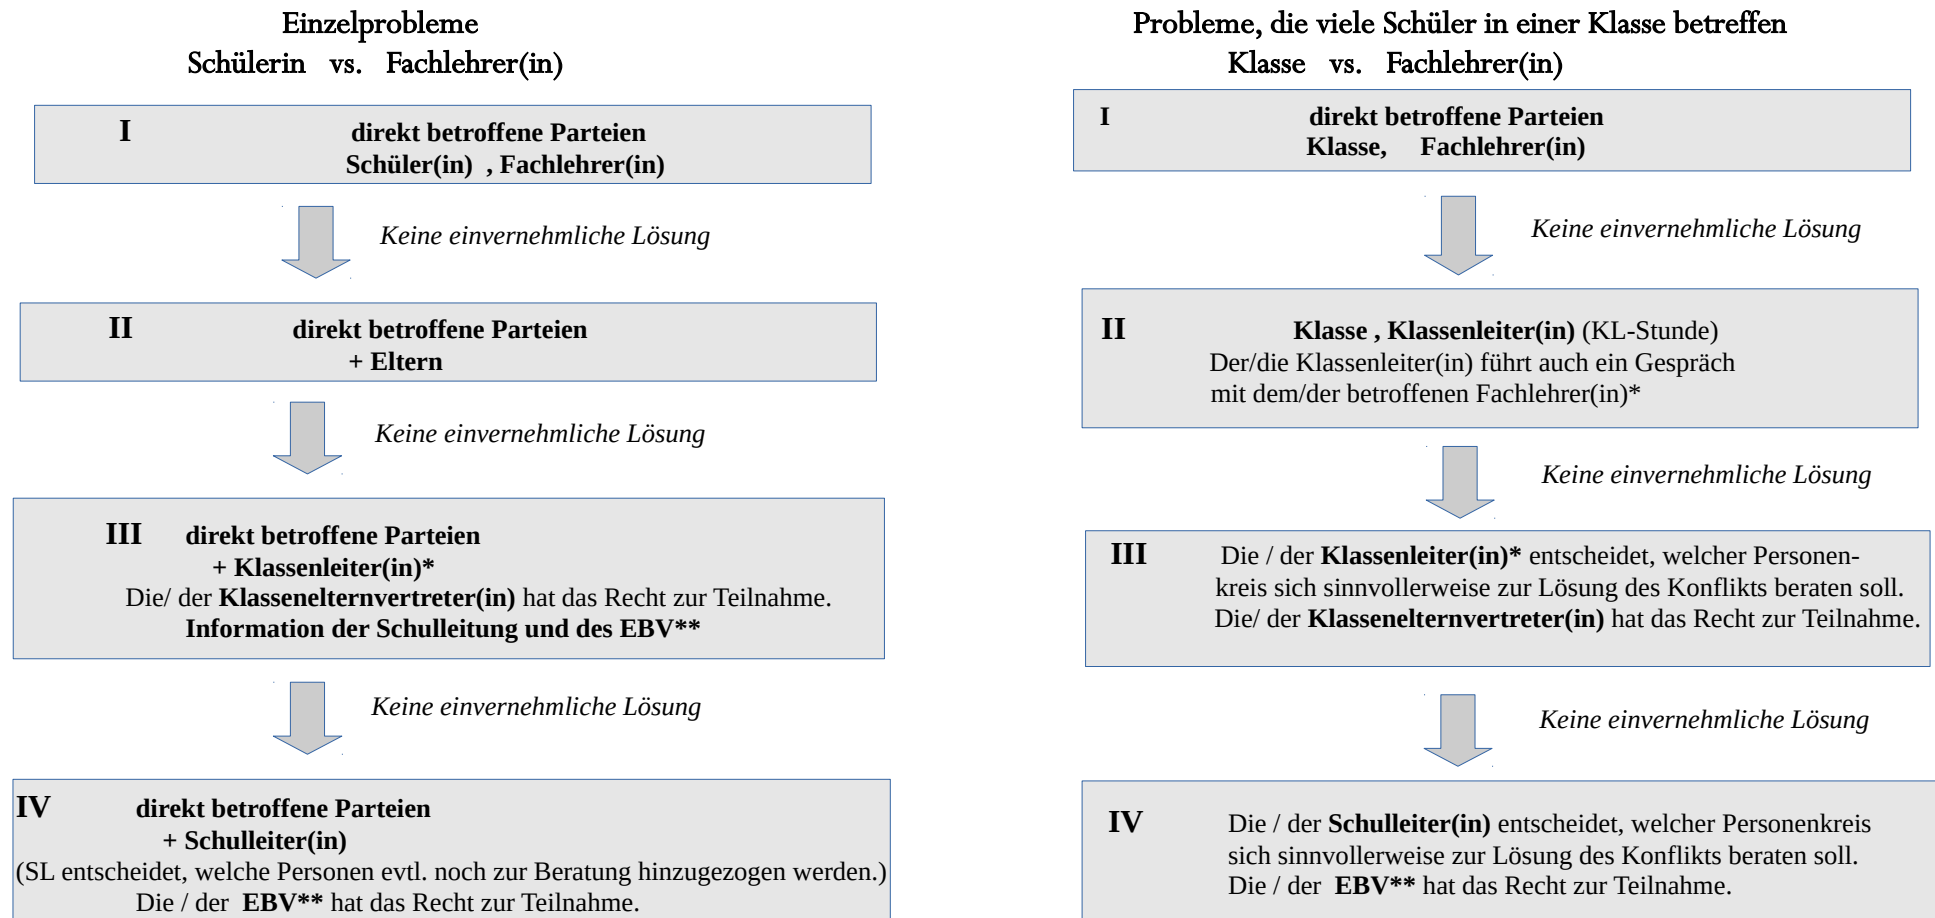 Einzelprobleme
Schülerin vs. Fachlehrer(in)
I direkt betroffene Parteien
Schüler(in) , Fachlehrer(in)
Keine einvernehmliche Lösung
II direkt betroffene Parteien
+ Eltern
Keine einvernehmliche Lösung
III direkt betroffene Parteien
+ Klassenleiter(in)*
Die/ der Klassenelternvertreter(in) hat das Recht zur Teilnahme.
Information der Schulleitung und des EBV**
Keine einvernehmliche Lösung
IV direkt betroffene Parteien
+ Schulleiter(in)
(SL entscheidet, welche Personen evtl. noch zur Beratung hinzugezogen werden.)
Die / der EBV** hat das Recht zur Teilnahme.
Probleme, die viele Schüler in einer Klasse betreffen
Klasse vs. Fachlehrer(in)
I direkt betroffene Parteien
Klasse, Fachlehrer(in)
Keine einvernehmliche Lösung
II Klasse , Klassenleiter(in) (KL-Stunde)
Der/die Klassenleiter(in) führt auch ein Gespräch
mit dem/der betroffenen Fachlehrer(in)*
Keine einvernehmliche Lösung
III Die / der Klassenleiter(in)* entscheidet, welcher Personen-
kreis sich sinnvollerweise zur Lösung des Konflikts beraten soll.
Die/ der Klassenelternvertreter(in) hat das Recht zur Teilnahme.
Keine einvernehmliche Lösung
IV Die / der Schulleiter(in) entscheidet, welcher Personenkreis
sich sinnvollerweise zur Lösung des Konflikts beraten soll.
Die / der EBV** hat das Recht zur Teilnahme.